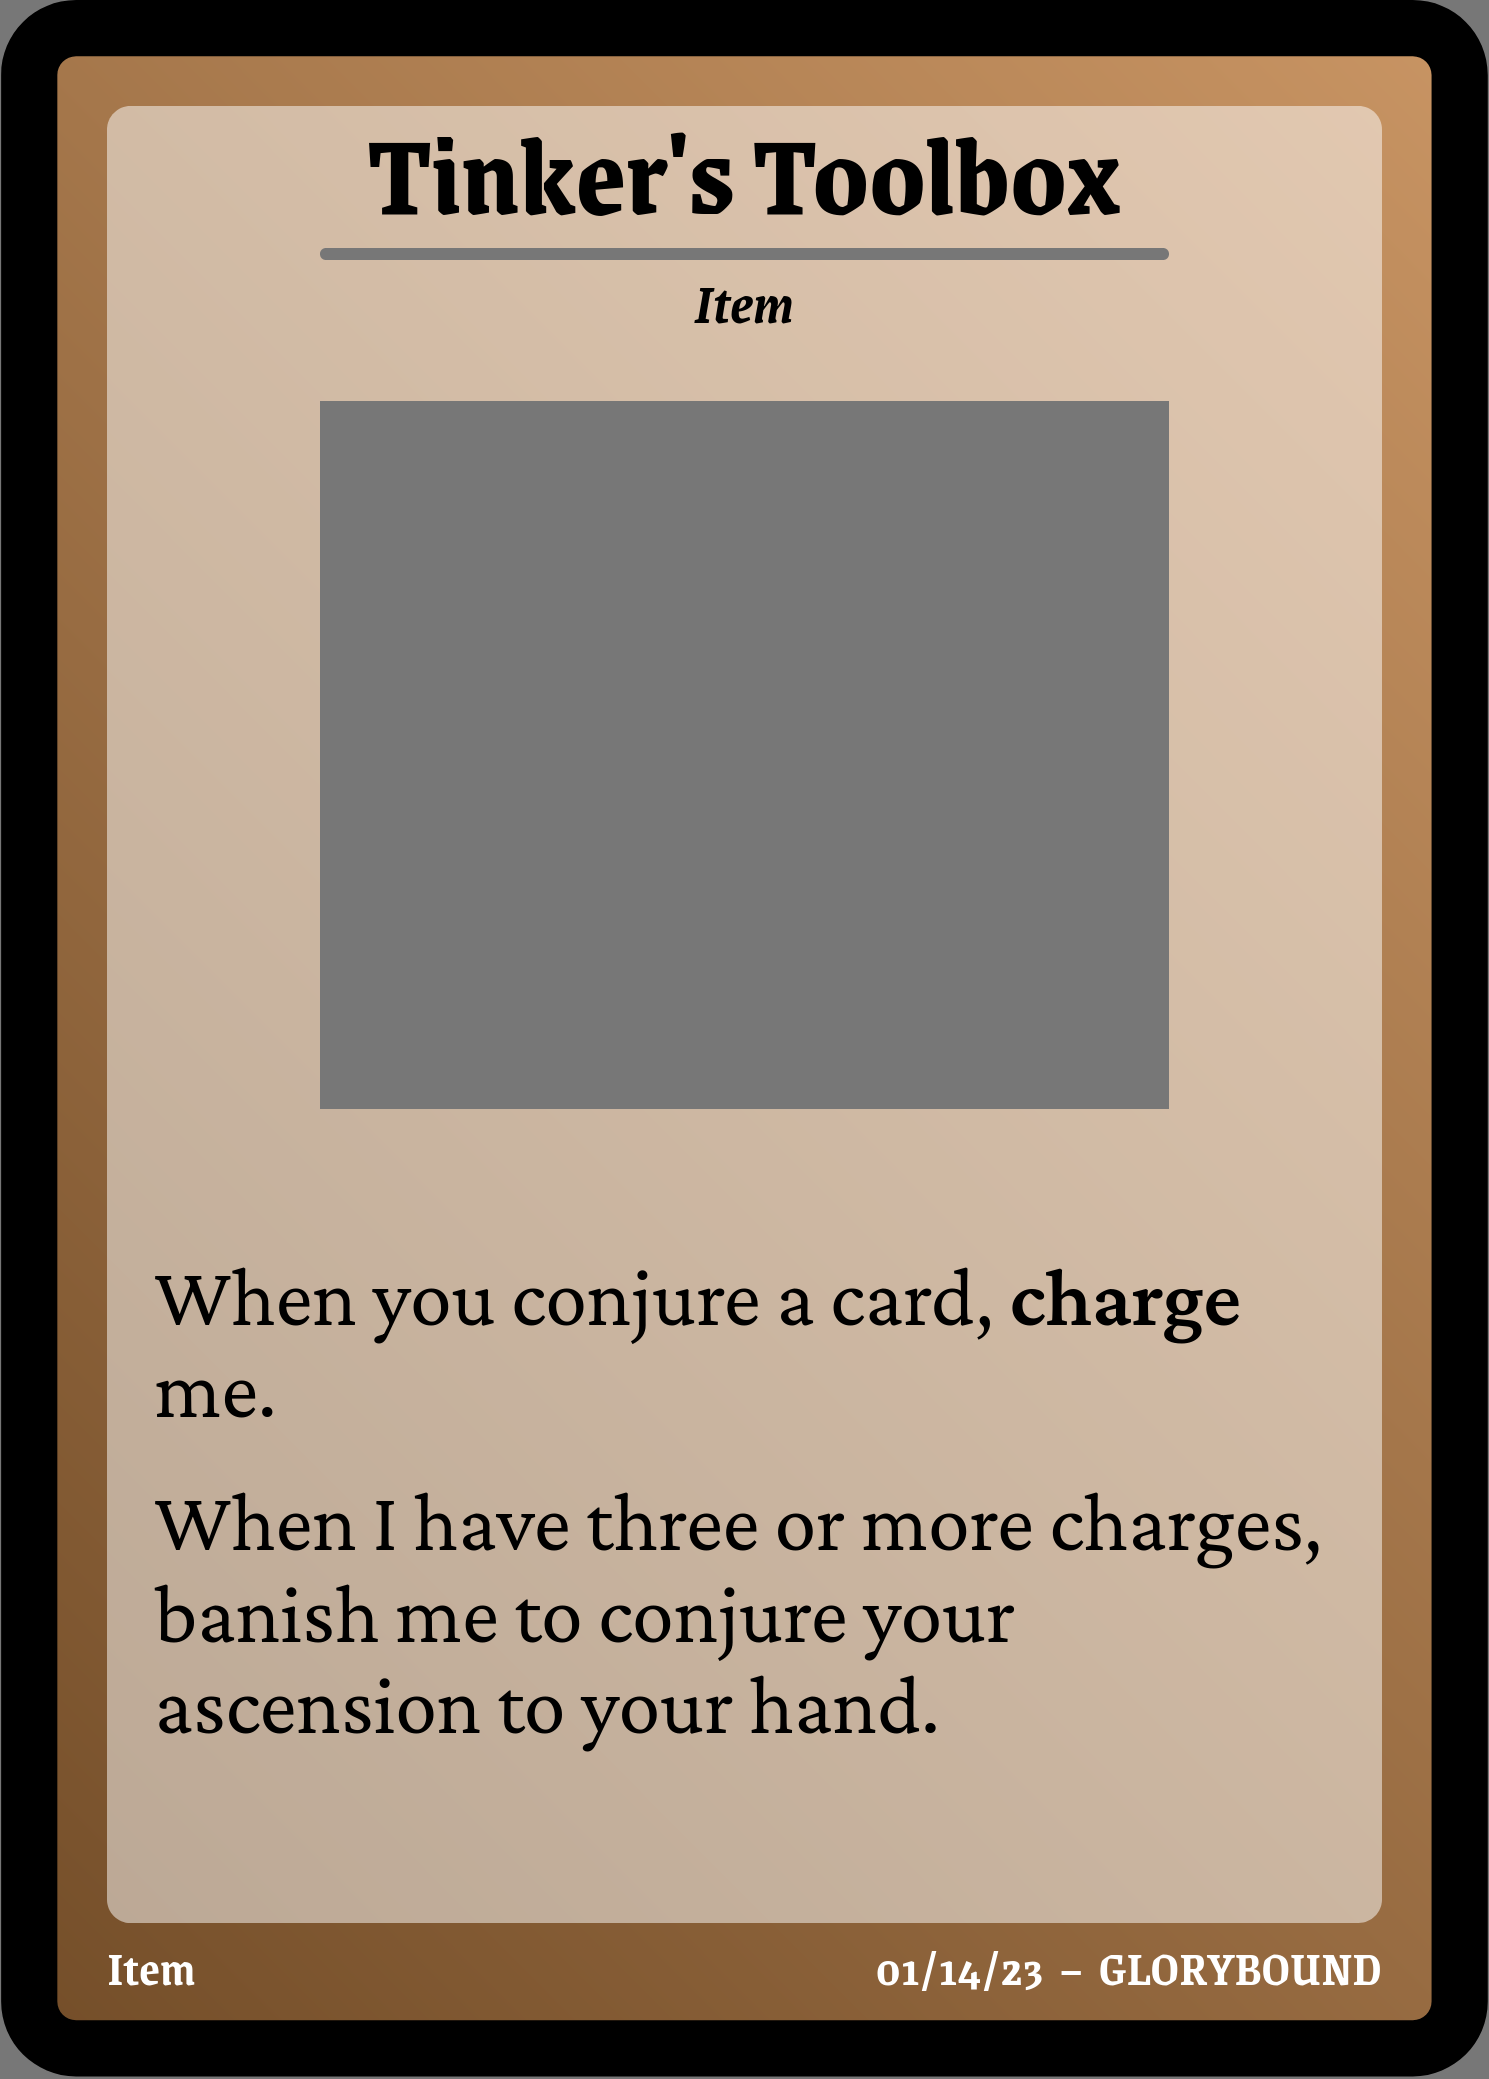 Tinker's Toolbox
Item
When you conjure a card, charge
me.
When I have three or more charges,
banish me to conjure your
ascension to your hand.
Item
01/14/23 – GLORYBOUND